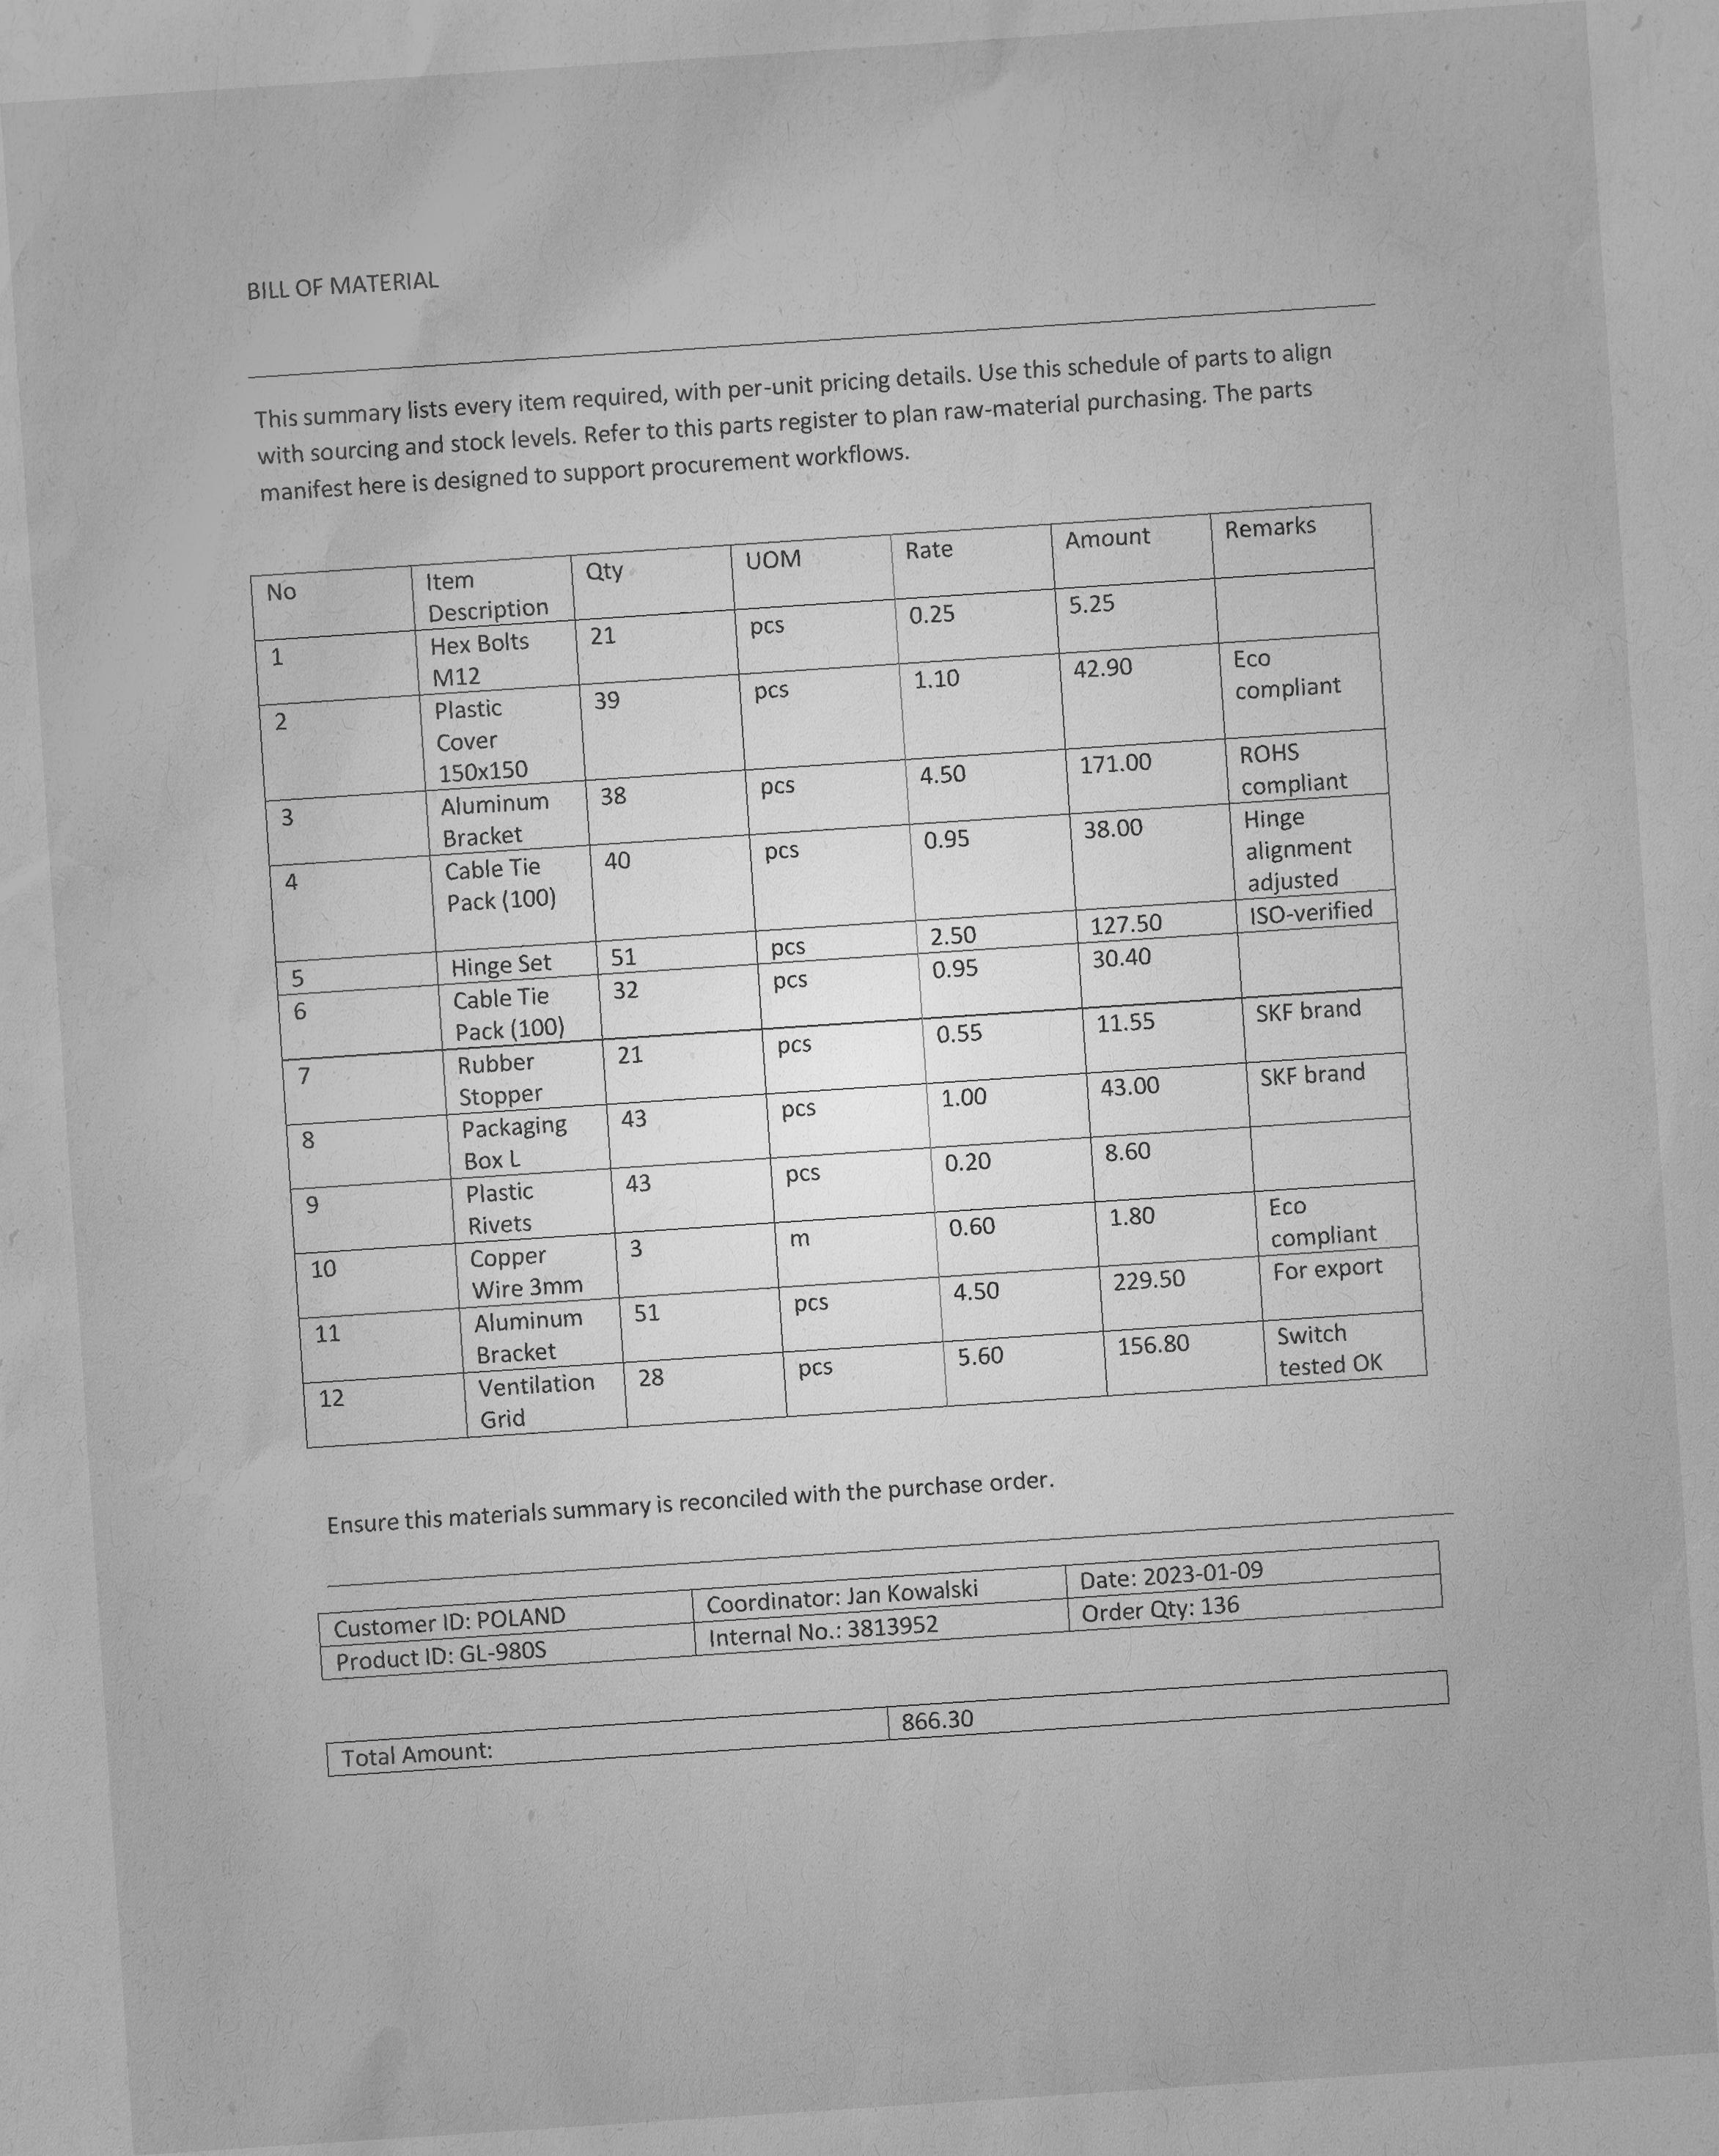 BILL OF MATERIAL
This summary lists every item required, with per-unit pricing details. Use this schedule of parts to align
with sourcing and stock levels. Refer to this parts register to plan raw-material purchasing. The parts
manifest here is designed to support procurement workflows.
No Item Description Qty UOM Rate Amount Remarks
1 Hex Bolts M12 21 pcs 0.25 5.25
2 Plastic Cover 150x150 39 pcs 1.10 42.90 Eco compliant
3 Aluminum Bracket 38 pcs 4.50 171.00 ROHS compliant
4 Cable Tie Pack (100) 40 pcs 0.95 38.00 Hinge alignment adjusted
5 Hinge Set 51 pcs 2.50 127.50 ISO-verified
6 Cable Tie Pack (100) 32 pcs 0.95 30.40
7 Rubber Stopper 21 pcs 0.55 11.55 SKF brand
8 Packaging Box L 43 pcs 1.00 43.00 SKF brand
9 Plastic Rivets 43 pcs 0.20 8.60
10 Copper Wire 3mm 3 m 0.60 1.80 Eco compliant
11 Aluminum Bracket 51 pcs 4.50 229.50 For export
12 Ventilation Grid 28 pcs 5.60 156.80 Switch tested OK
Ensure this materials summary is reconciled with the purchase order.
Customer ID: POLAND Coordinator: Jan Kowalski Date: 2023-01-09
Product ID: GL-980S Internal No.: 3813952 Order Qty: 136
Total Amount: 866.30